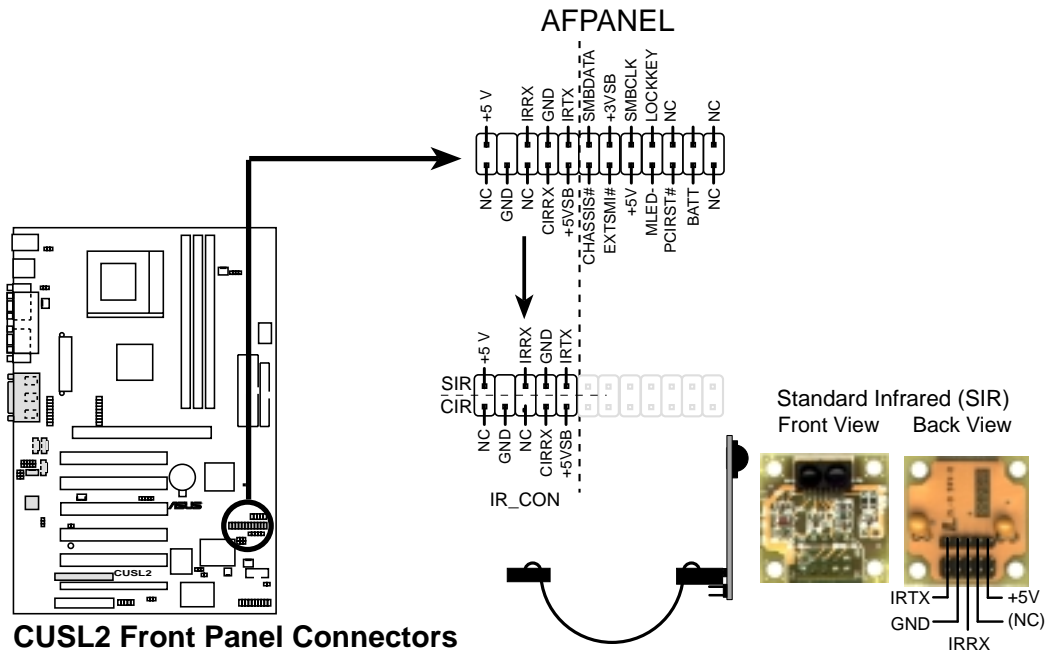 AFPANEL
+5 V
IRRX
GND
IRTX
SMBDATA
+3VSB
SMBCLK
LOCKKEY
NC
NC
NC
GND
NC
CIRRX
+5VSB
CHASSIS#
EXTSMI#
+5V
MLED-
PCIRST#
BATT
NC
+5 V
IRRX
GND
IRTX
SIR
CIR
NC
GND
NC
CIRRX
+5VSB
IR_CON
Standard Infrared (SIR)
Front View Back View
/SUS
CUSL2
IRTX
+5V
GND
(NC)
IRRX
CUSL2 Front Panel Connectors